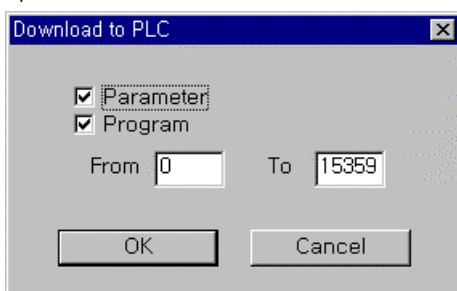 Download to PLC
Parameter
Program
From 0 To 15359
OK Cancel